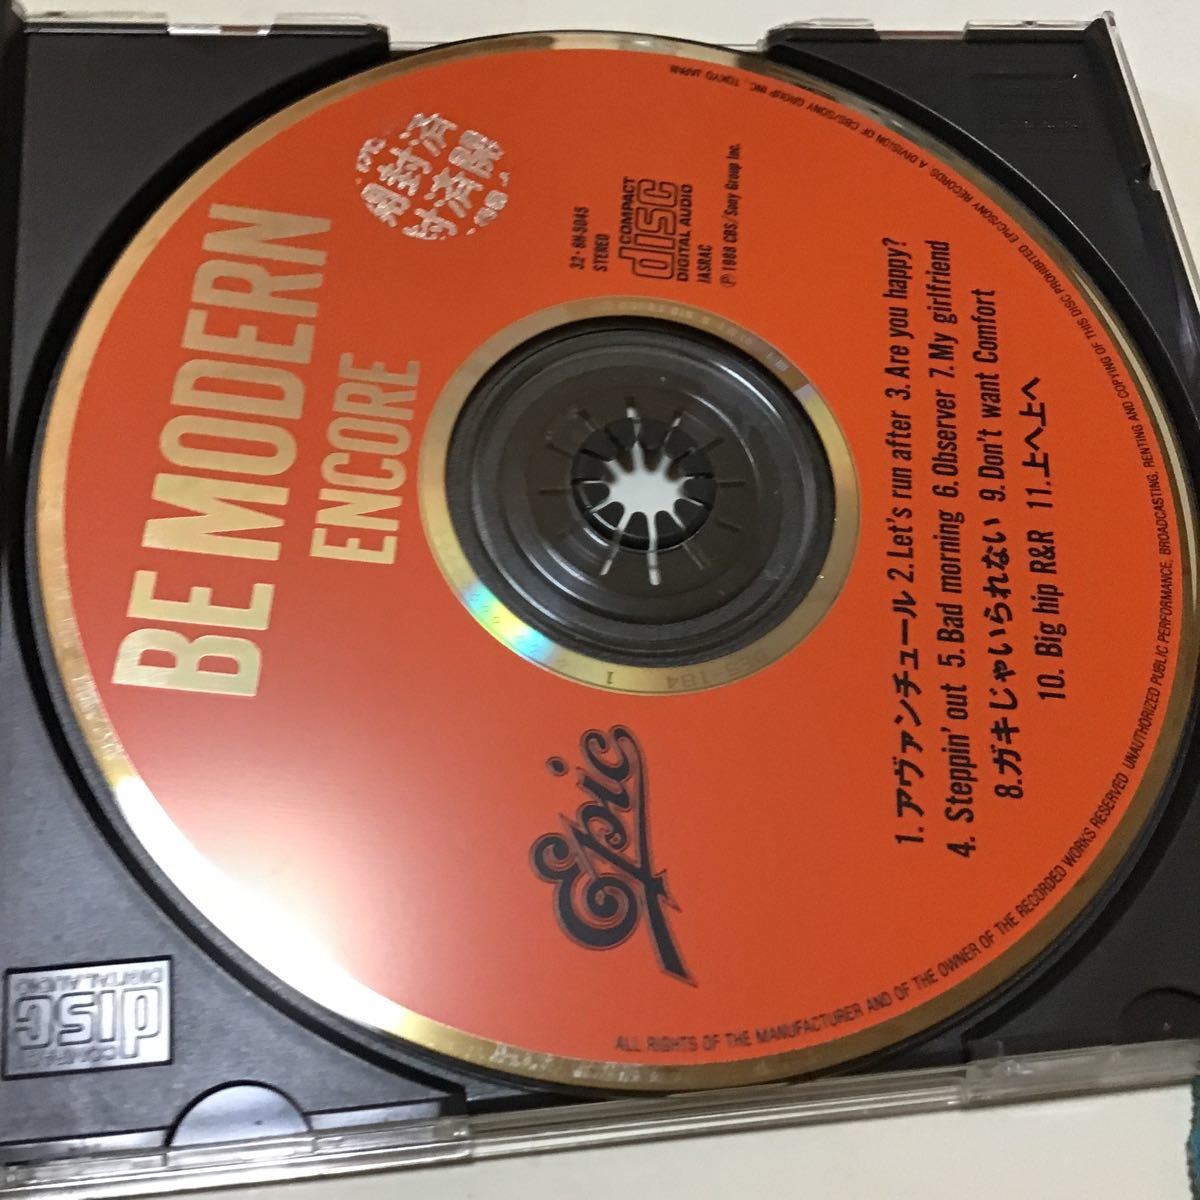 BE MODERN
ENCORE
32・8H-5045
STEREO
COMPACT
disc
DIGITAL AUDIO
JASRAC
Ⓟ 1988 CBS/Sony Group Inc.
Epic
1. アヴァンチュール 2. Let's run after 3. Are you happy?
4. Steppin' out 5. Bad morning 6. Observer 7. My girlfriend
8. ガキじゃいられない 9. Don't want Comfort
10. Big hip R&R 11. 上へ上へ
ALL RIGHTS OF THE MANUFACTURER AND OF THE OWNER OF THE RECORDED WORKS RESERVED. UNAUTHORIZED PUBLIC PERFORMANCE, BROADCASTING, RENTING AND COPYING OF THIS DISC PROHIBITED. EPIC/SONY RECORDS. A DIVISION OF CBS/SONY GROUP INC. TOKYO JAPAN
開封済
COMPACT
disc
DIGITAL AUDIO